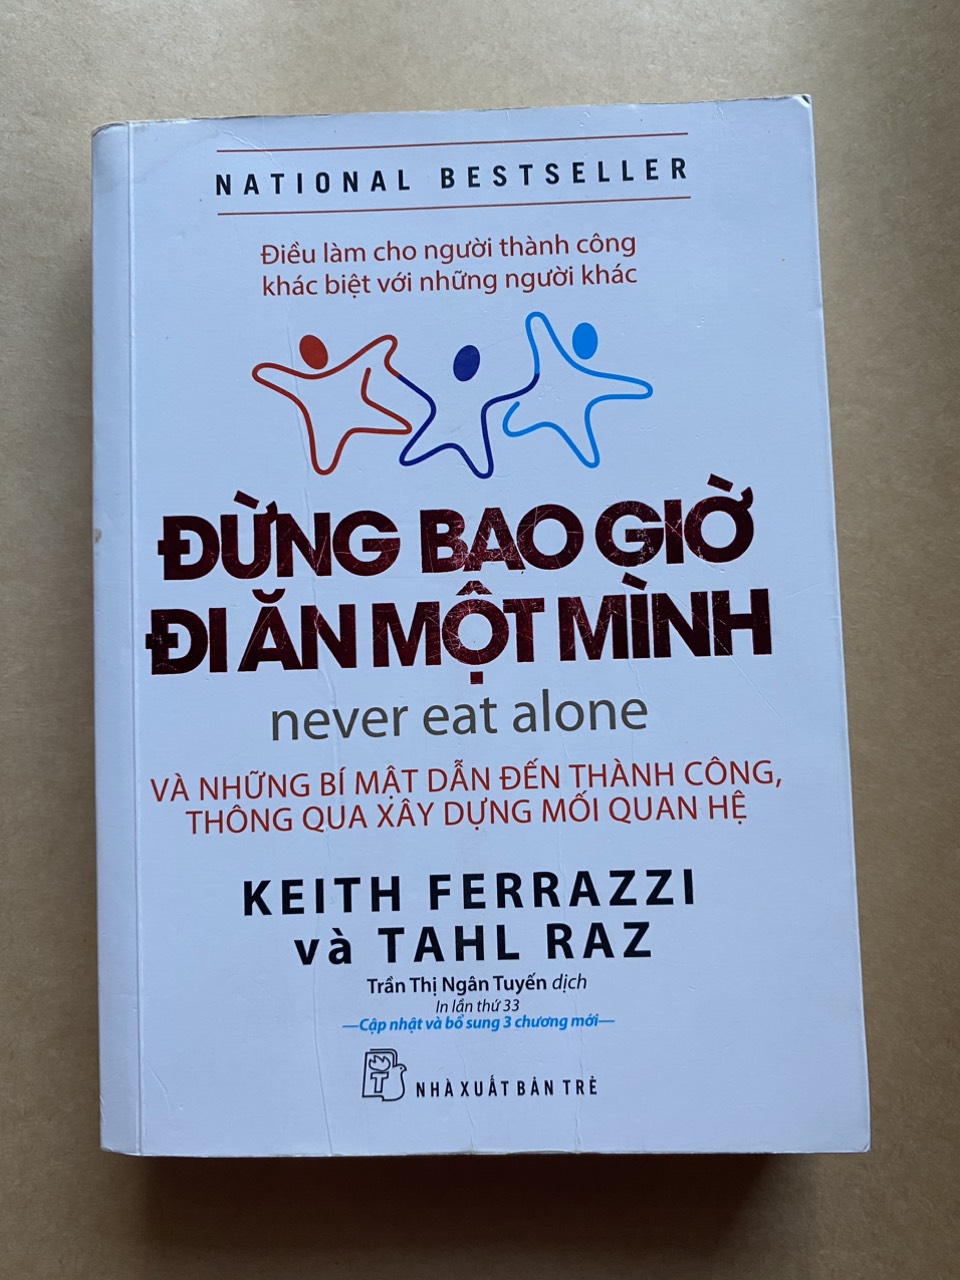 NATIONAL BESTSELLER
Điều làm cho người thành công
khác biệt với những người khác
ĐỪNG BAO GIỜ
ĐI ĂN MỘT MÌNH
never eat alone
VÀ NHỮNG BÍ MẬT DẪN ĐẾN THÀNH CÔNG,
THÔNG QUA XÂY DỰNG MỐI QUAN HỆ
KEITH FERRAZZI
và TAHL RAZ
Trần Thị Ngân Tuyến dịch
In lần thứ 33
—Cập nhật và bổ sung 3 chương mới—
T
NHÀ XUẤT BẢN TRẺ